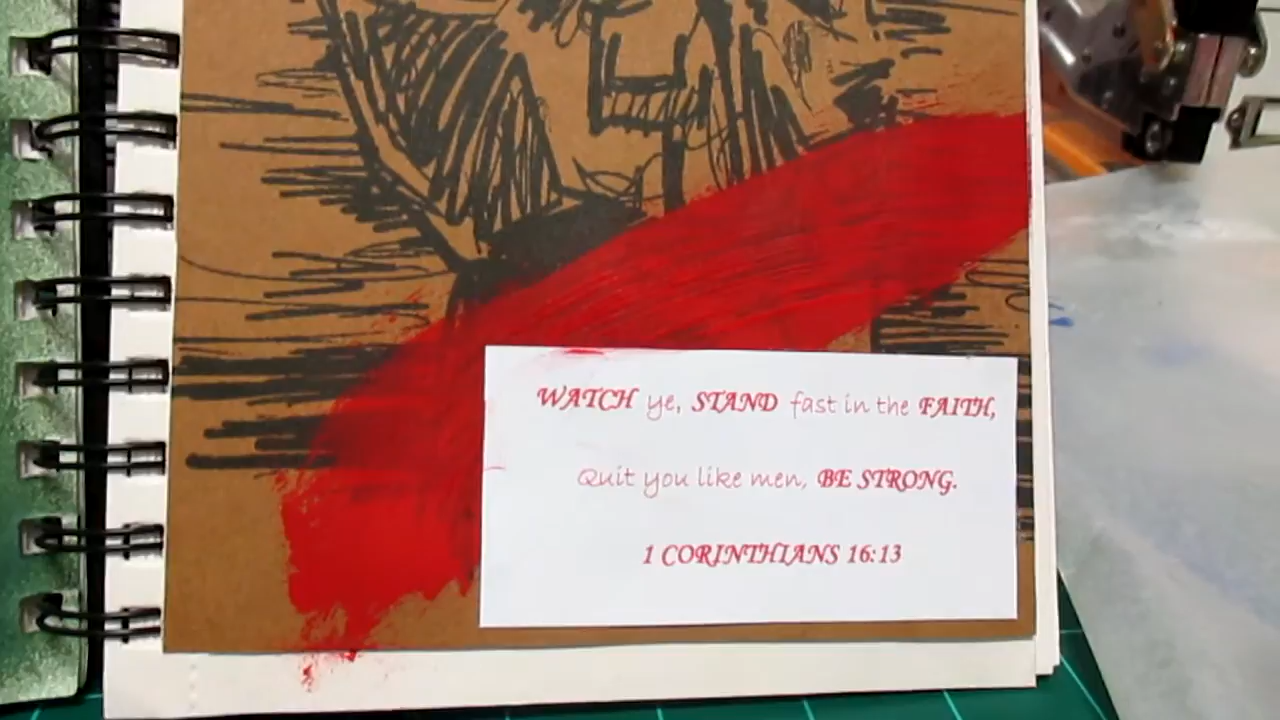 WATCH ye, STAND fast in the FAITH,
Quit you like men, BE STRONG.
1 CORINTHIANS 16:13